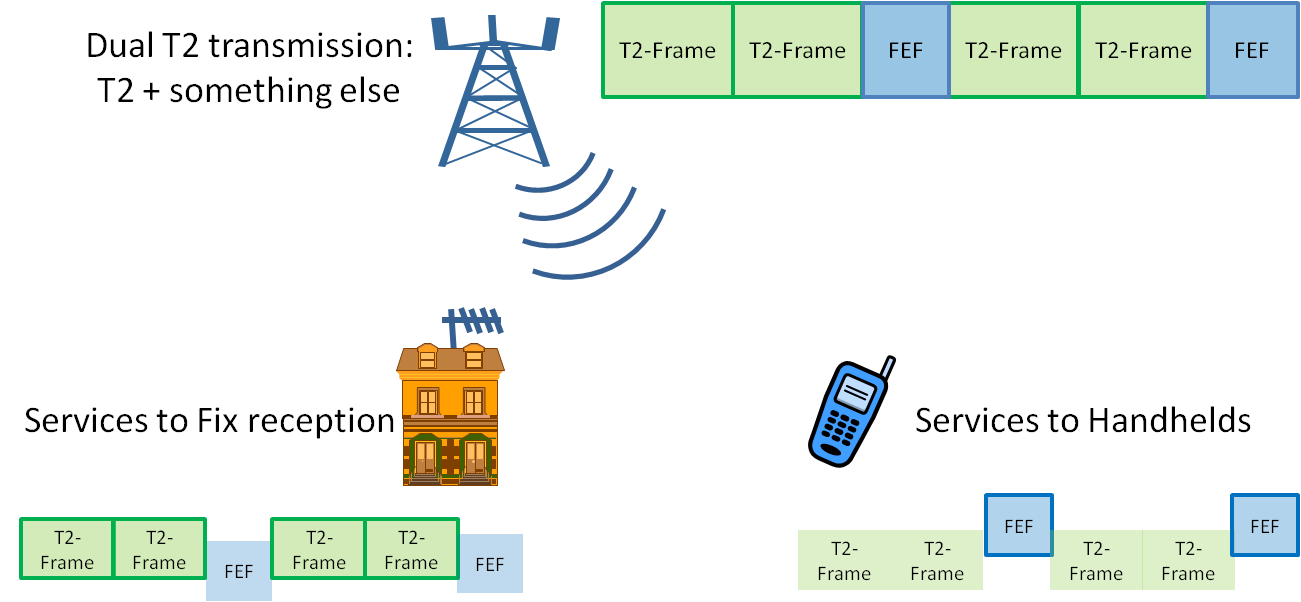 Dual T2 transmission:
T2 + something else
T2-Frame T2-Frame FEF T2-Frame T2-Frame FEF
Services to Fix reception
Services to Handhelds
T2-
Frame
T2-
Frame
FEF
T2-
Frame
T2-
Frame
FEF
T2-
Frame
T2-
Frame
FEF
T2-
Frame
T2-
Frame
FEF